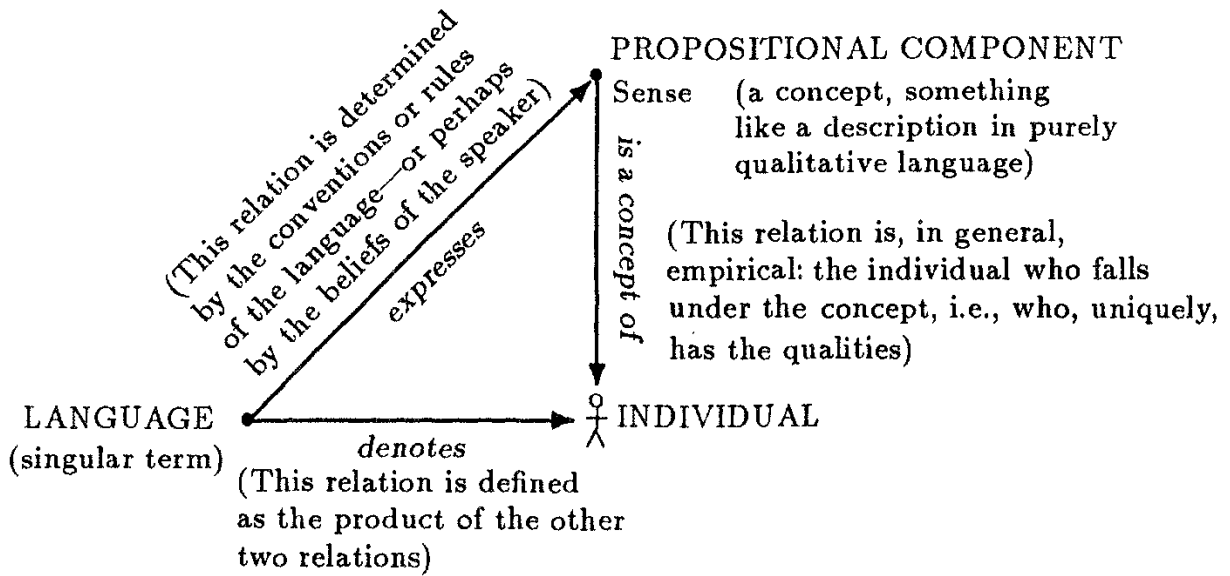 (This relation is determined
by the conventions or rules
of the language—or perhaps
by the beliefs of the speaker)
expresses
PROPOSITIONAL COMPONENT
Sense (a concept, something
like a description in purely
qualitative language)
is a concept of
(This relation is, in general,
empirical: the individual who falls
under the concept, i.e., who, uniquely,
has the qualities)
LANGUAGE
(singular term)
denotes
(This relation is defined
as the product of the other
two relations)
INDIVIDUAL